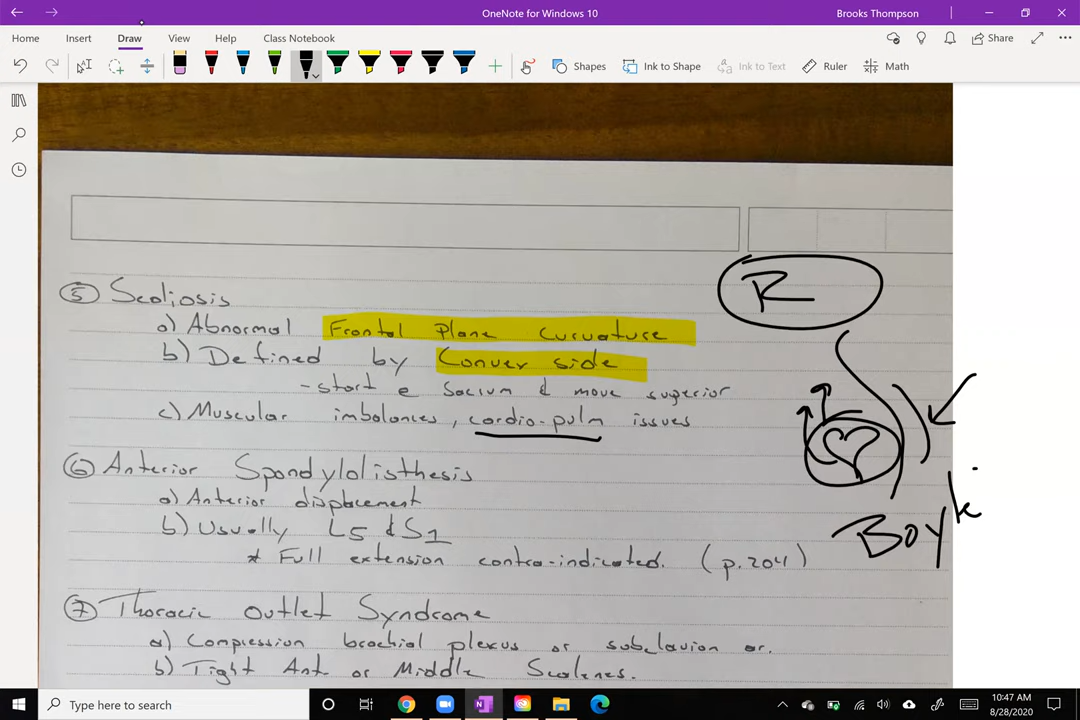 OneNote for Windows 10
Brooks Thompson
Home Insert Draw View Help Class Notebook
Share
Shapes Ink to Shape Ink to Text Ruler Math
R
⑤ Scoliosis
a) Abnormal Frontal Plane Curvature
b) Defined by Convex side
- start @ Sacrum & move superior
c) Muscular imbalances, cardio-pulm issues
⑥ Anterior Spondylolisthesis
a) Anterior displacement
b) Usually L5 & S1
* Full extension contra-indicated. (p.204)
⑦ Thoracic Outlet Syndrome
a) Compression brachial plexus or subclavian ar.
b) Tight Ant or Middle Scalenes.
Type here to search
10:47 AM
8/28/2020